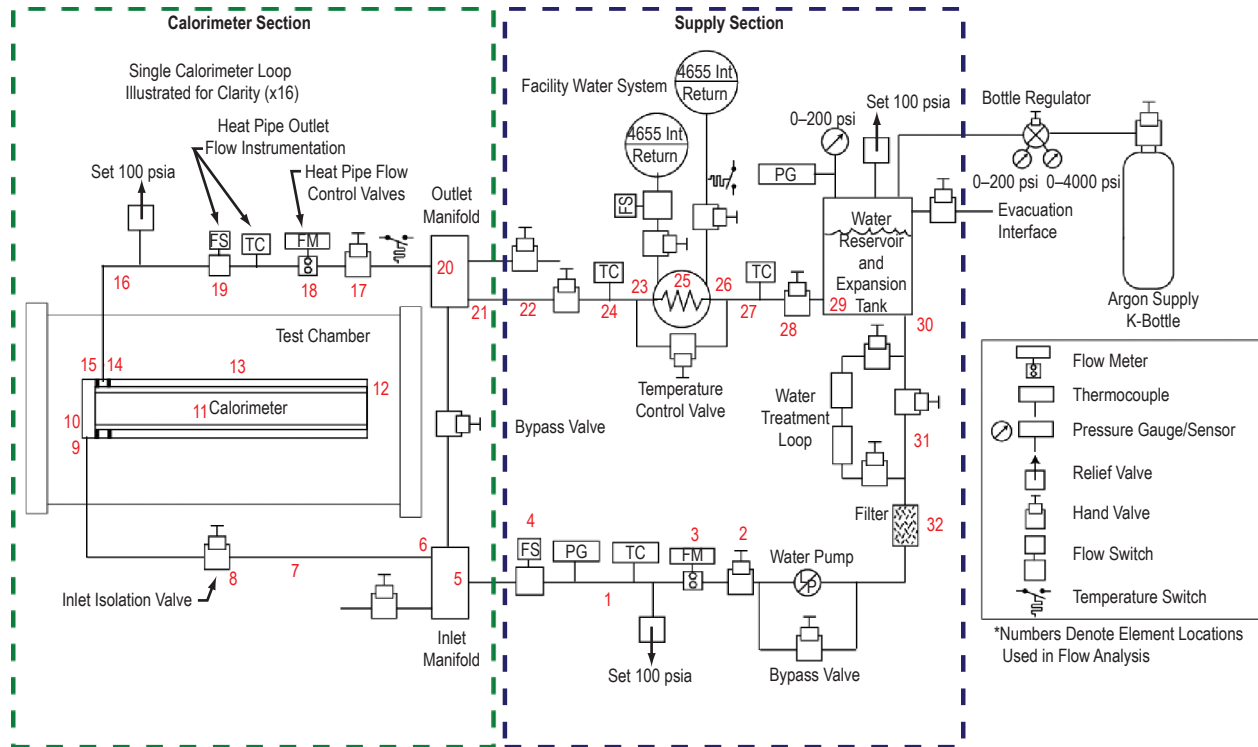 Calorimeter Section
Single Calorimeter Loop
Illustrated for Clarity (x16)
Heat Pipe Outlet
Flow Instrumentation
Set 100 psia
Heat Pipe Flow
Control Valves
Outlet
Manifold
FS
TC
FM
16
19
18
17
20
21
Test Chamber
15
14
13
12
11
Calorimeter
10
9
Bypass Valve
6
5
7
8
Inlet Isolation Valve
Inlet
Manifold
Supply Section
Facility Water System
4655 Int
Return
4655 Int
Return
FS
0–200 psi
Set 100 psia
PG
Water
Reservoir
and
Expansion
Tank
TC
23
25
26
TC
22
24
27
28
29
30
Temperature
Control Valve
Water
Treatment
Loop
31
Filter
32
4
FS
PG
TC
3
FM
2
Water Pump
L
P
1
Set 100 psia
Bypass Valve
Bottle Regulator
0–200 psi
0–4000 psi
Evacuation
Interface
Argon Supply
K-Bottle
Flow Meter
Thermocouple
Pressure Gauge/Sensor
Relief Valve
Hand Valve
Flow Switch
Temperature Switch
*Numbers Denote Element Locations
Used in Flow Analysis